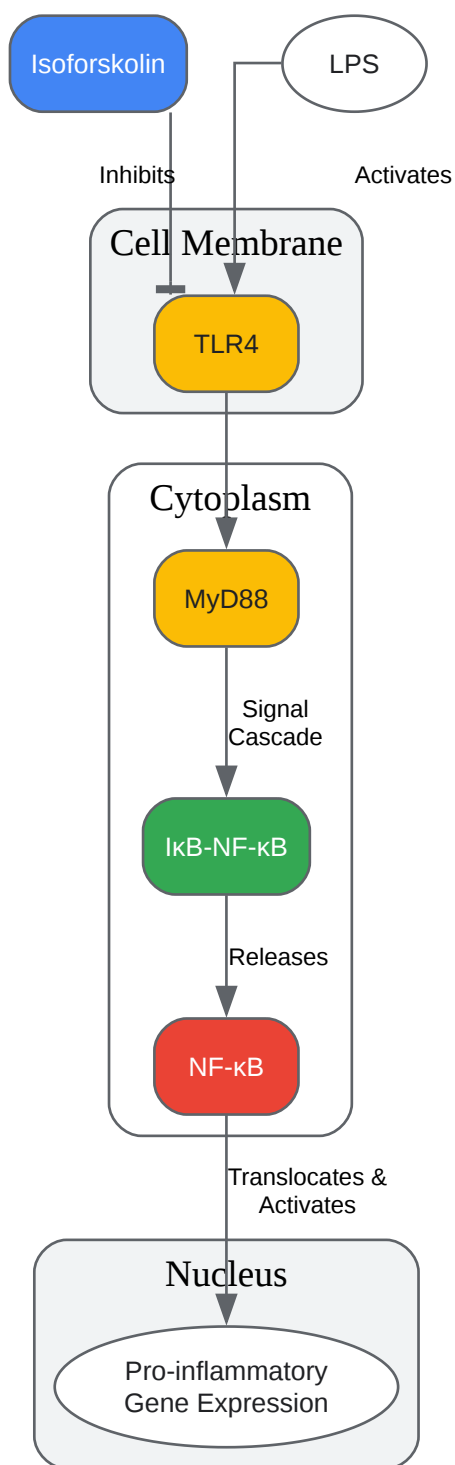 Isoforskolin
LPS
Inhibits
Activates
Cell Membrane
TLR4
Cytoplasm
MyD88
Signal
Cascade
IκB-NF-κB
Releases
NF-κB
Translocates &
Activates
Nucleus
Pro-inflammatory
Gene Expression